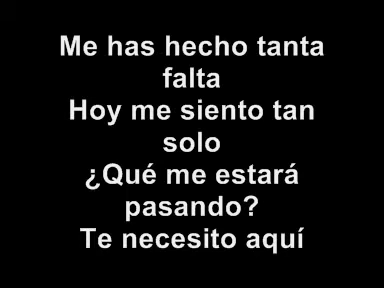 Me has hecho tanta
falta
Hoy me siento tan
solo
¿Qué me estará
pasando?
Te necesito aquí